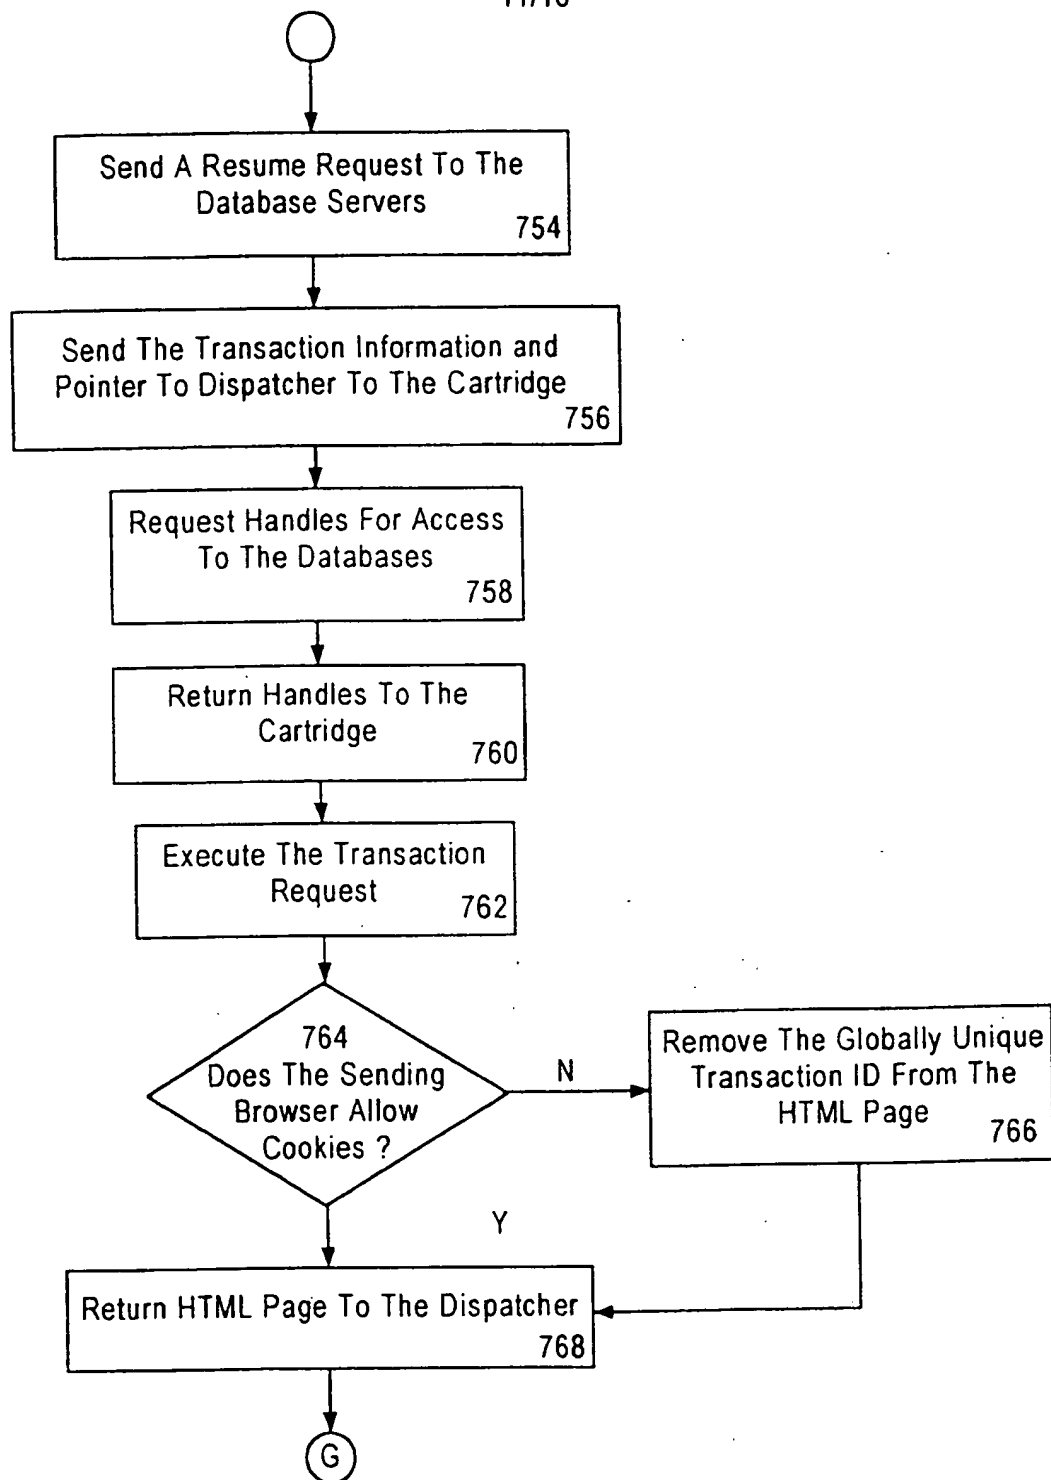 Send A Resume Request To The
Database Servers
754
Send The Transaction Information and
Pointer To Dispatcher To The Cartridge
756
Request Handles For Access
To The Databases
758
Return Handles To The
Cartridge
760
Execute The Transaction
Request
762
764
Does The Sending
Browser Allow
Cookies ?
N
Remove The Globally Unique
Transaction ID From The
HTML Page
766
Y
Return HTML Page To The Dispatcher
768
G